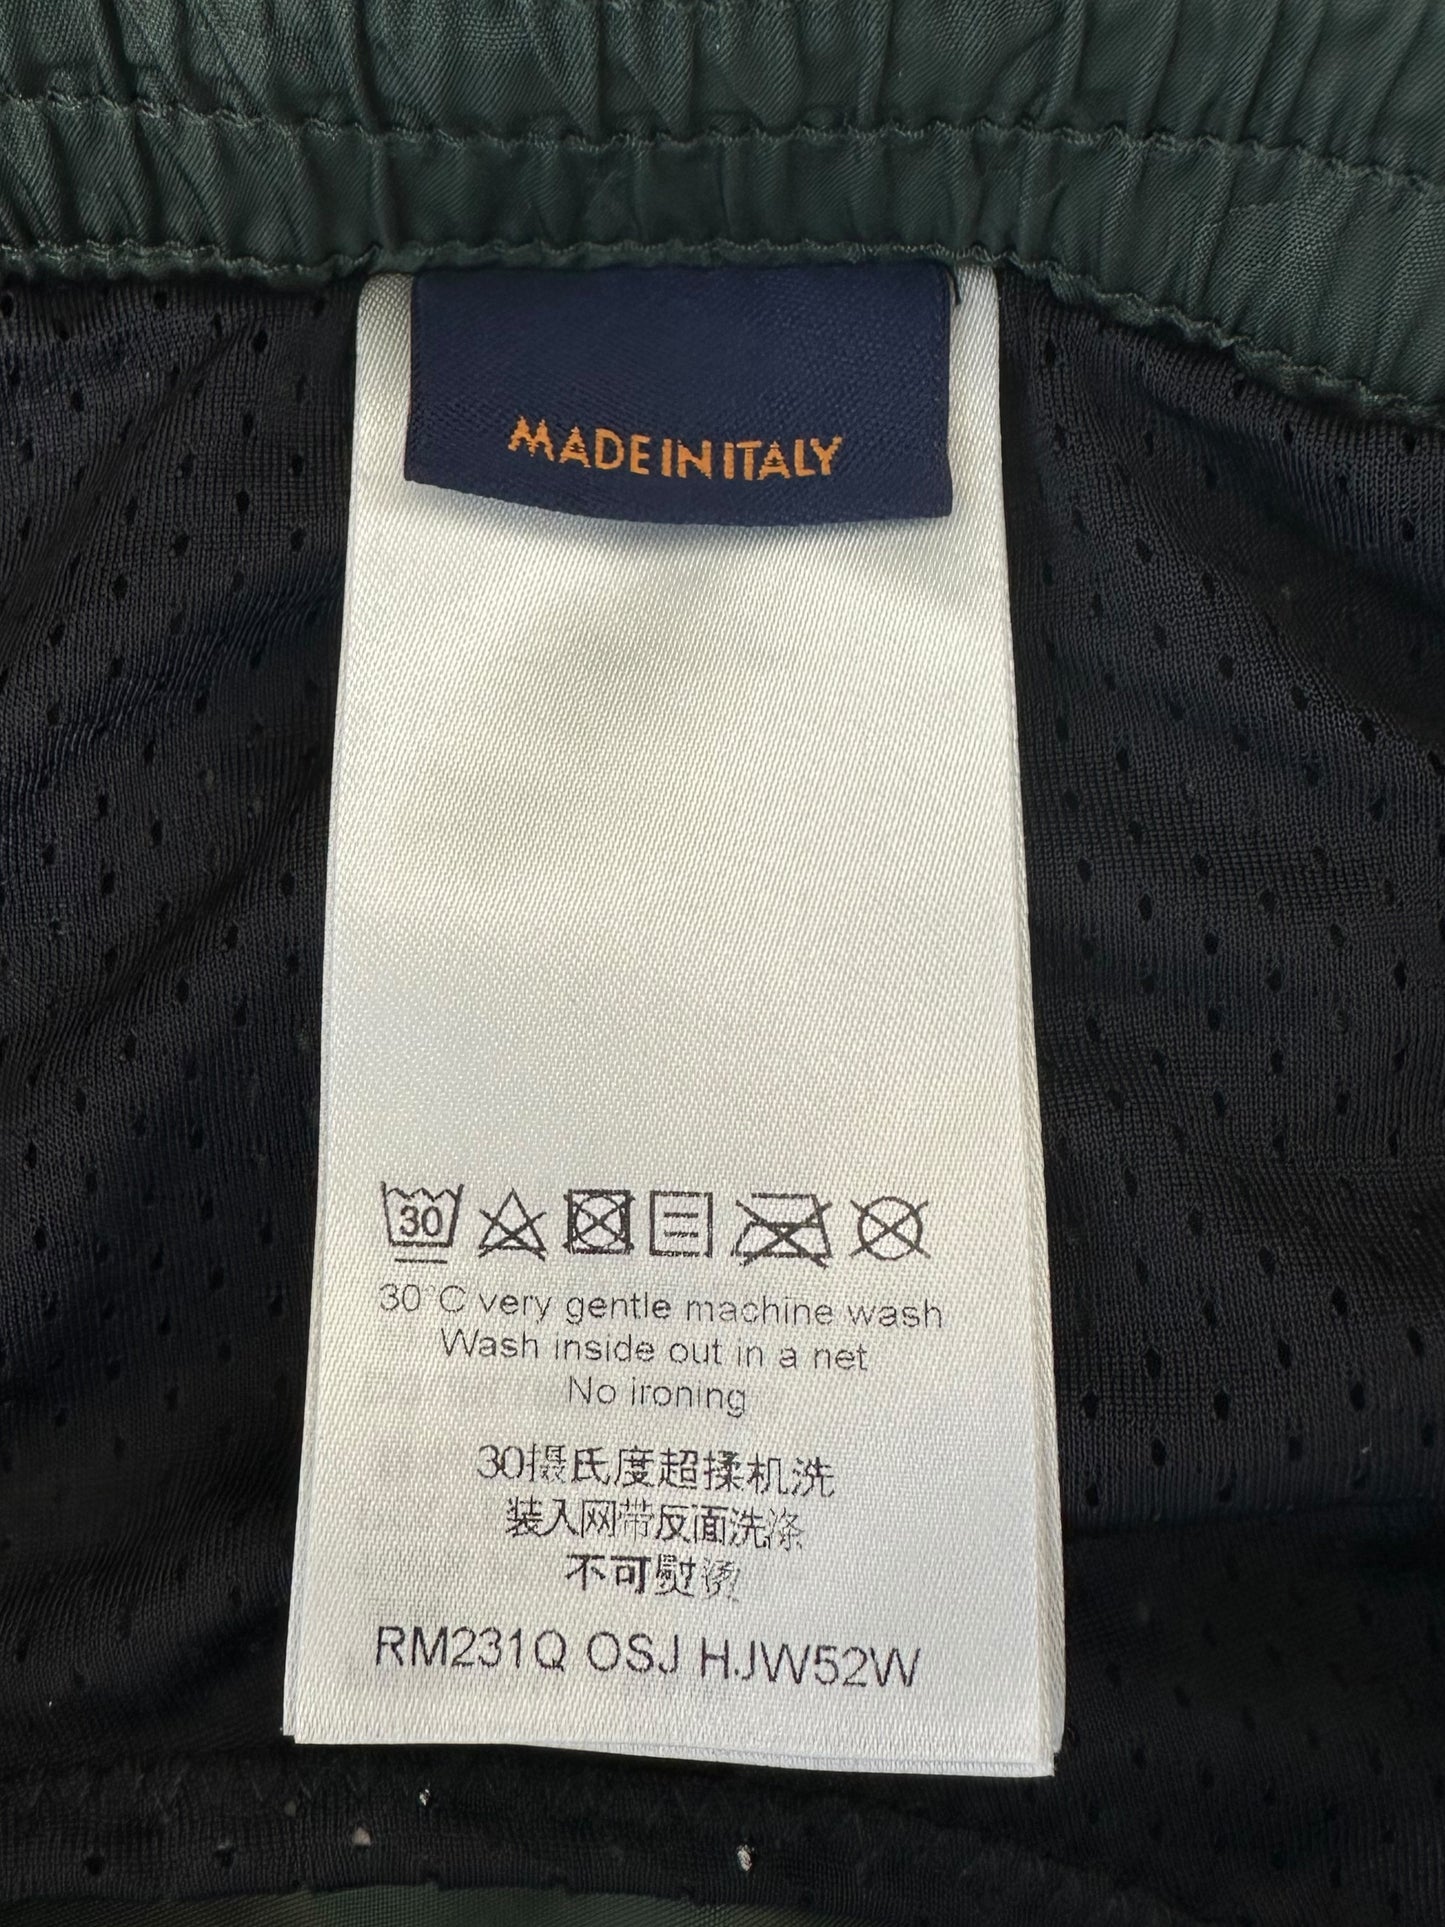 MADE IN ITALY
30
30°C very gentle machine wash
Wash inside out in a net
No ironing
30摄氏度超揉机洗
装入网带反面洗涤
不可熨烫
RM231Q OSJ HJW52W